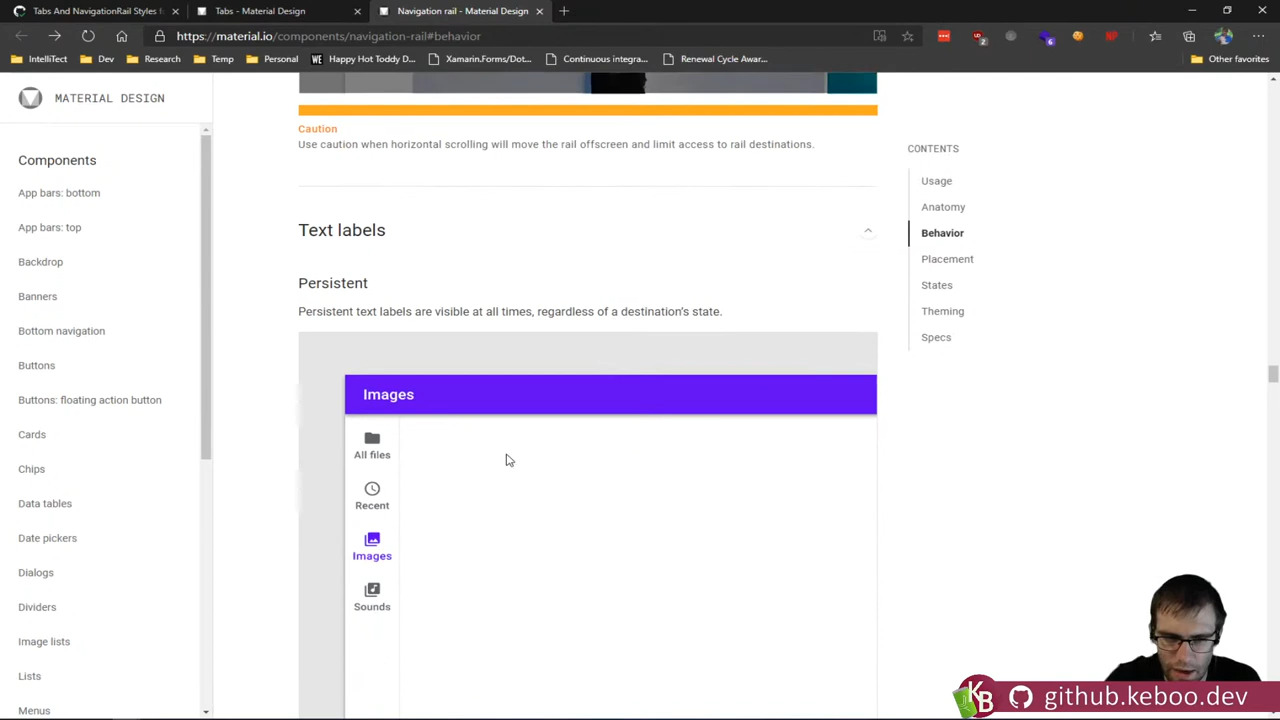 Tabs And NavigationRail Styles f
Tabs - Material Design
Navigation rail - Material Design
https://material.io/components/navigation-rail#behavior
2
6
IntelliTect
Dev
Research
Temp
Personal
WE
Happy Hot Toddy D...
Xamarin.Forms/Dot...
Continuous integra...
Renewal Cycle Awar...
Other favorites
MATERIAL DESIGN
Components
App bars: bottom
App bars: top
Backdrop
Banners
Bottom navigation
Buttons
Buttons: floating action button
Cards
Chips
Data tables
Date pickers
Dialogs
Dividers
Image lists
Lists
Menus
Caution
Use caution when horizontal scrolling will move the rail offscreen and limit access to rail destinations.
Text labels
Persistent
Persistent text labels are visible at all times, regardless of a destination's state.
Images
All files
Recent
Images
Sounds
CONTENTS
Usage
Anatomy
Behavior
Placement
States
Theming
Specs
KB
github.keboo.dev